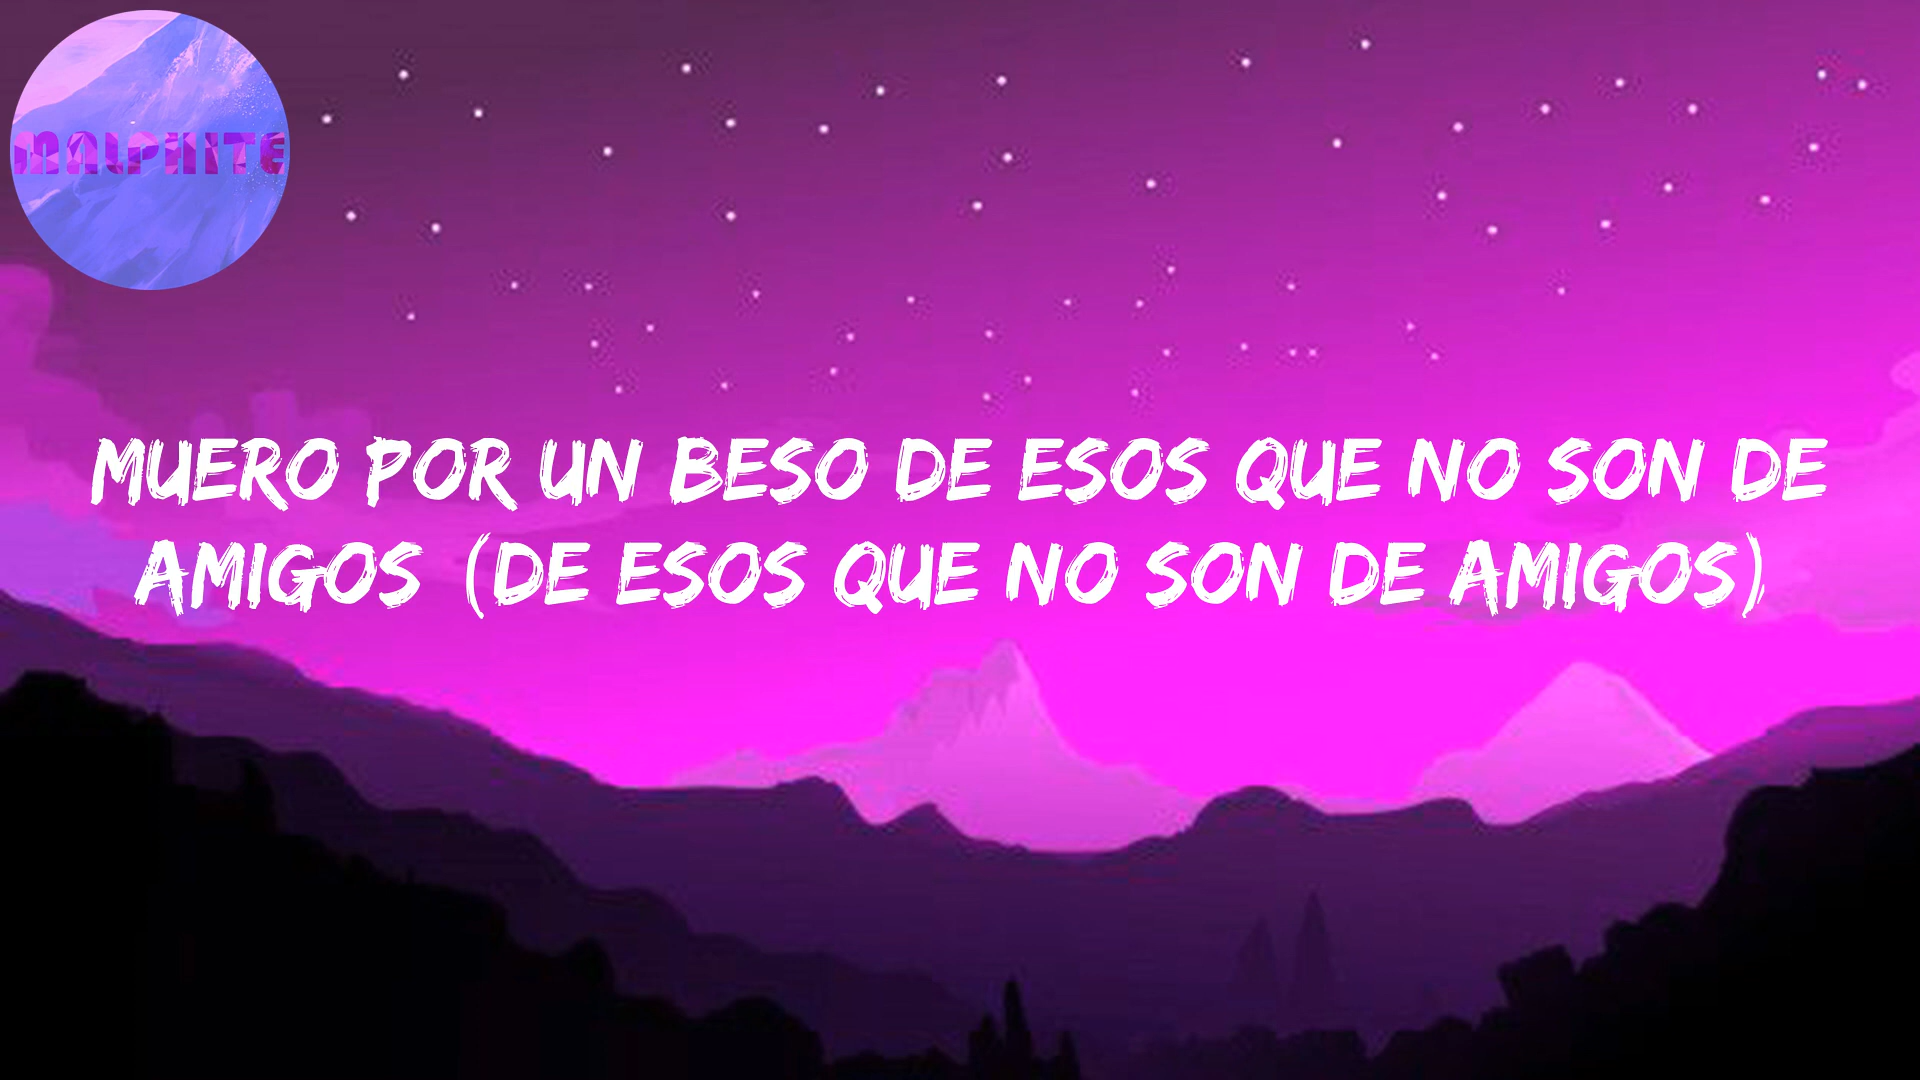 MALPHITE
MUERO POR UN BESO DE ESOS QUE NO SON DE
AMIGOS (DE ESOS QUE NO SON DE AMIGOS)